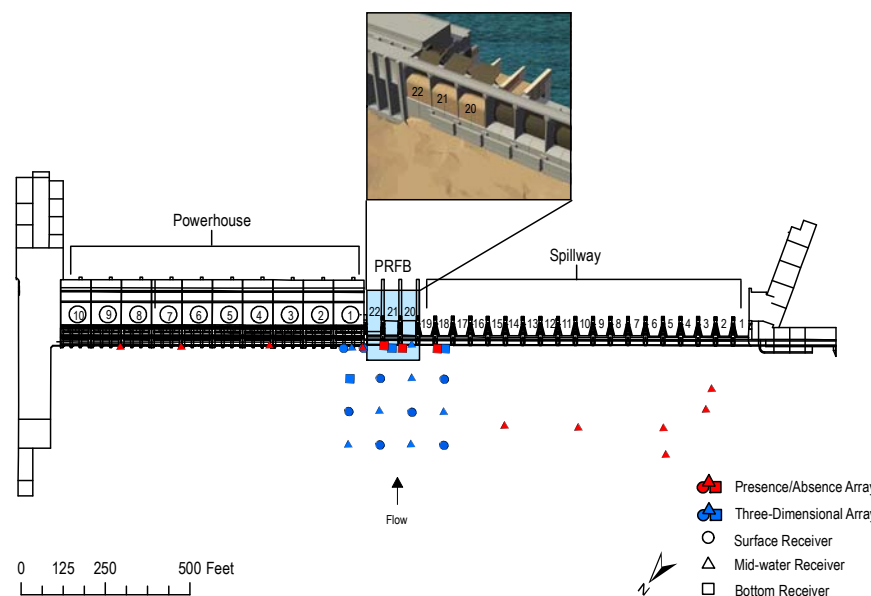 22
21
20
Powerhouse
PRFB
Spillway
10 9 8 7 6 5 4 3 2 1 22 21 20 19 18 17 16 15 14 13 12 11 10 9 8 7 6 5 4 3 2 1
Flow
Presence/Absence Array
Three-Dimensional Array
Surface Receiver
Mid-water Receiver
Bottom Receiver
0 125 250 500 Feet
N